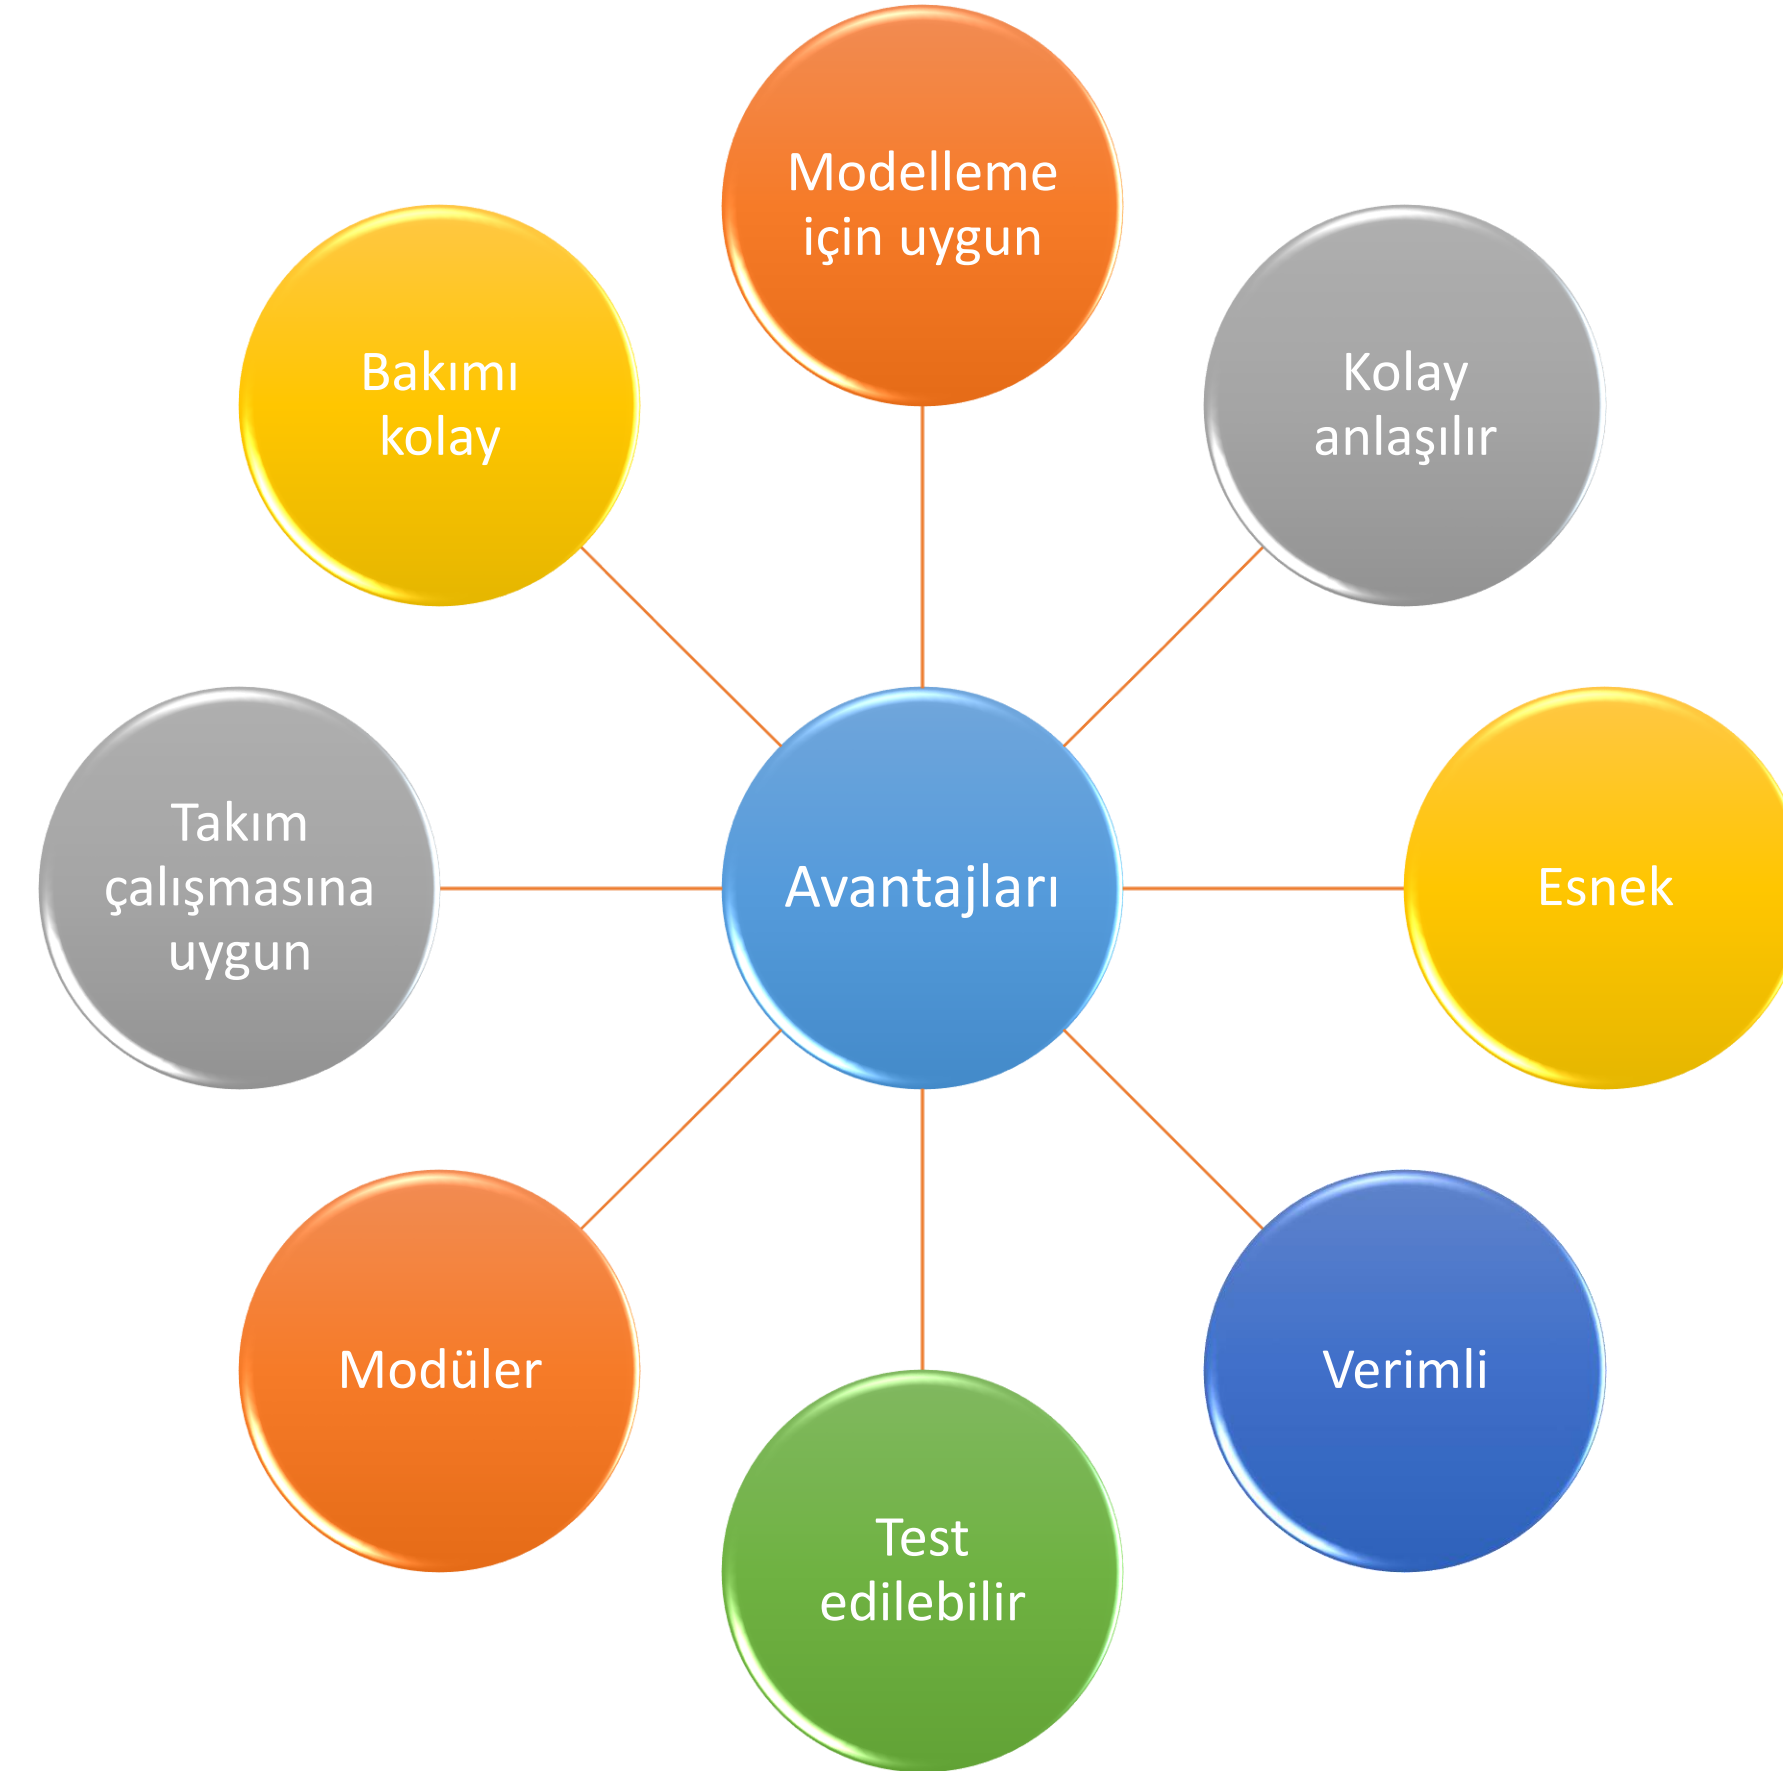 Modelleme
için uygun
Kolay
anlaşılır
Esnek
Verimli
Test
edilebilir
Modüler
Takım
çalışmasına
uygun
Bakımı
kolay
Avantajları